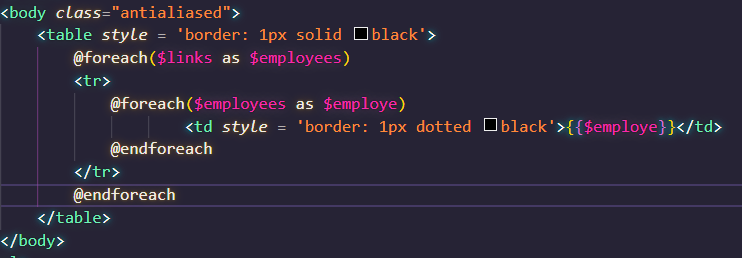 <body class="antialiased">
<table style = 'border: 1px solid black'>
@foreach($links as $employees)
<tr>
@foreach($employees as $employe)
<td style = 'border: 1px dotted black'>{{$employe}}</td>
@endforeach
</tr>
@endforeach
</table>
</body>